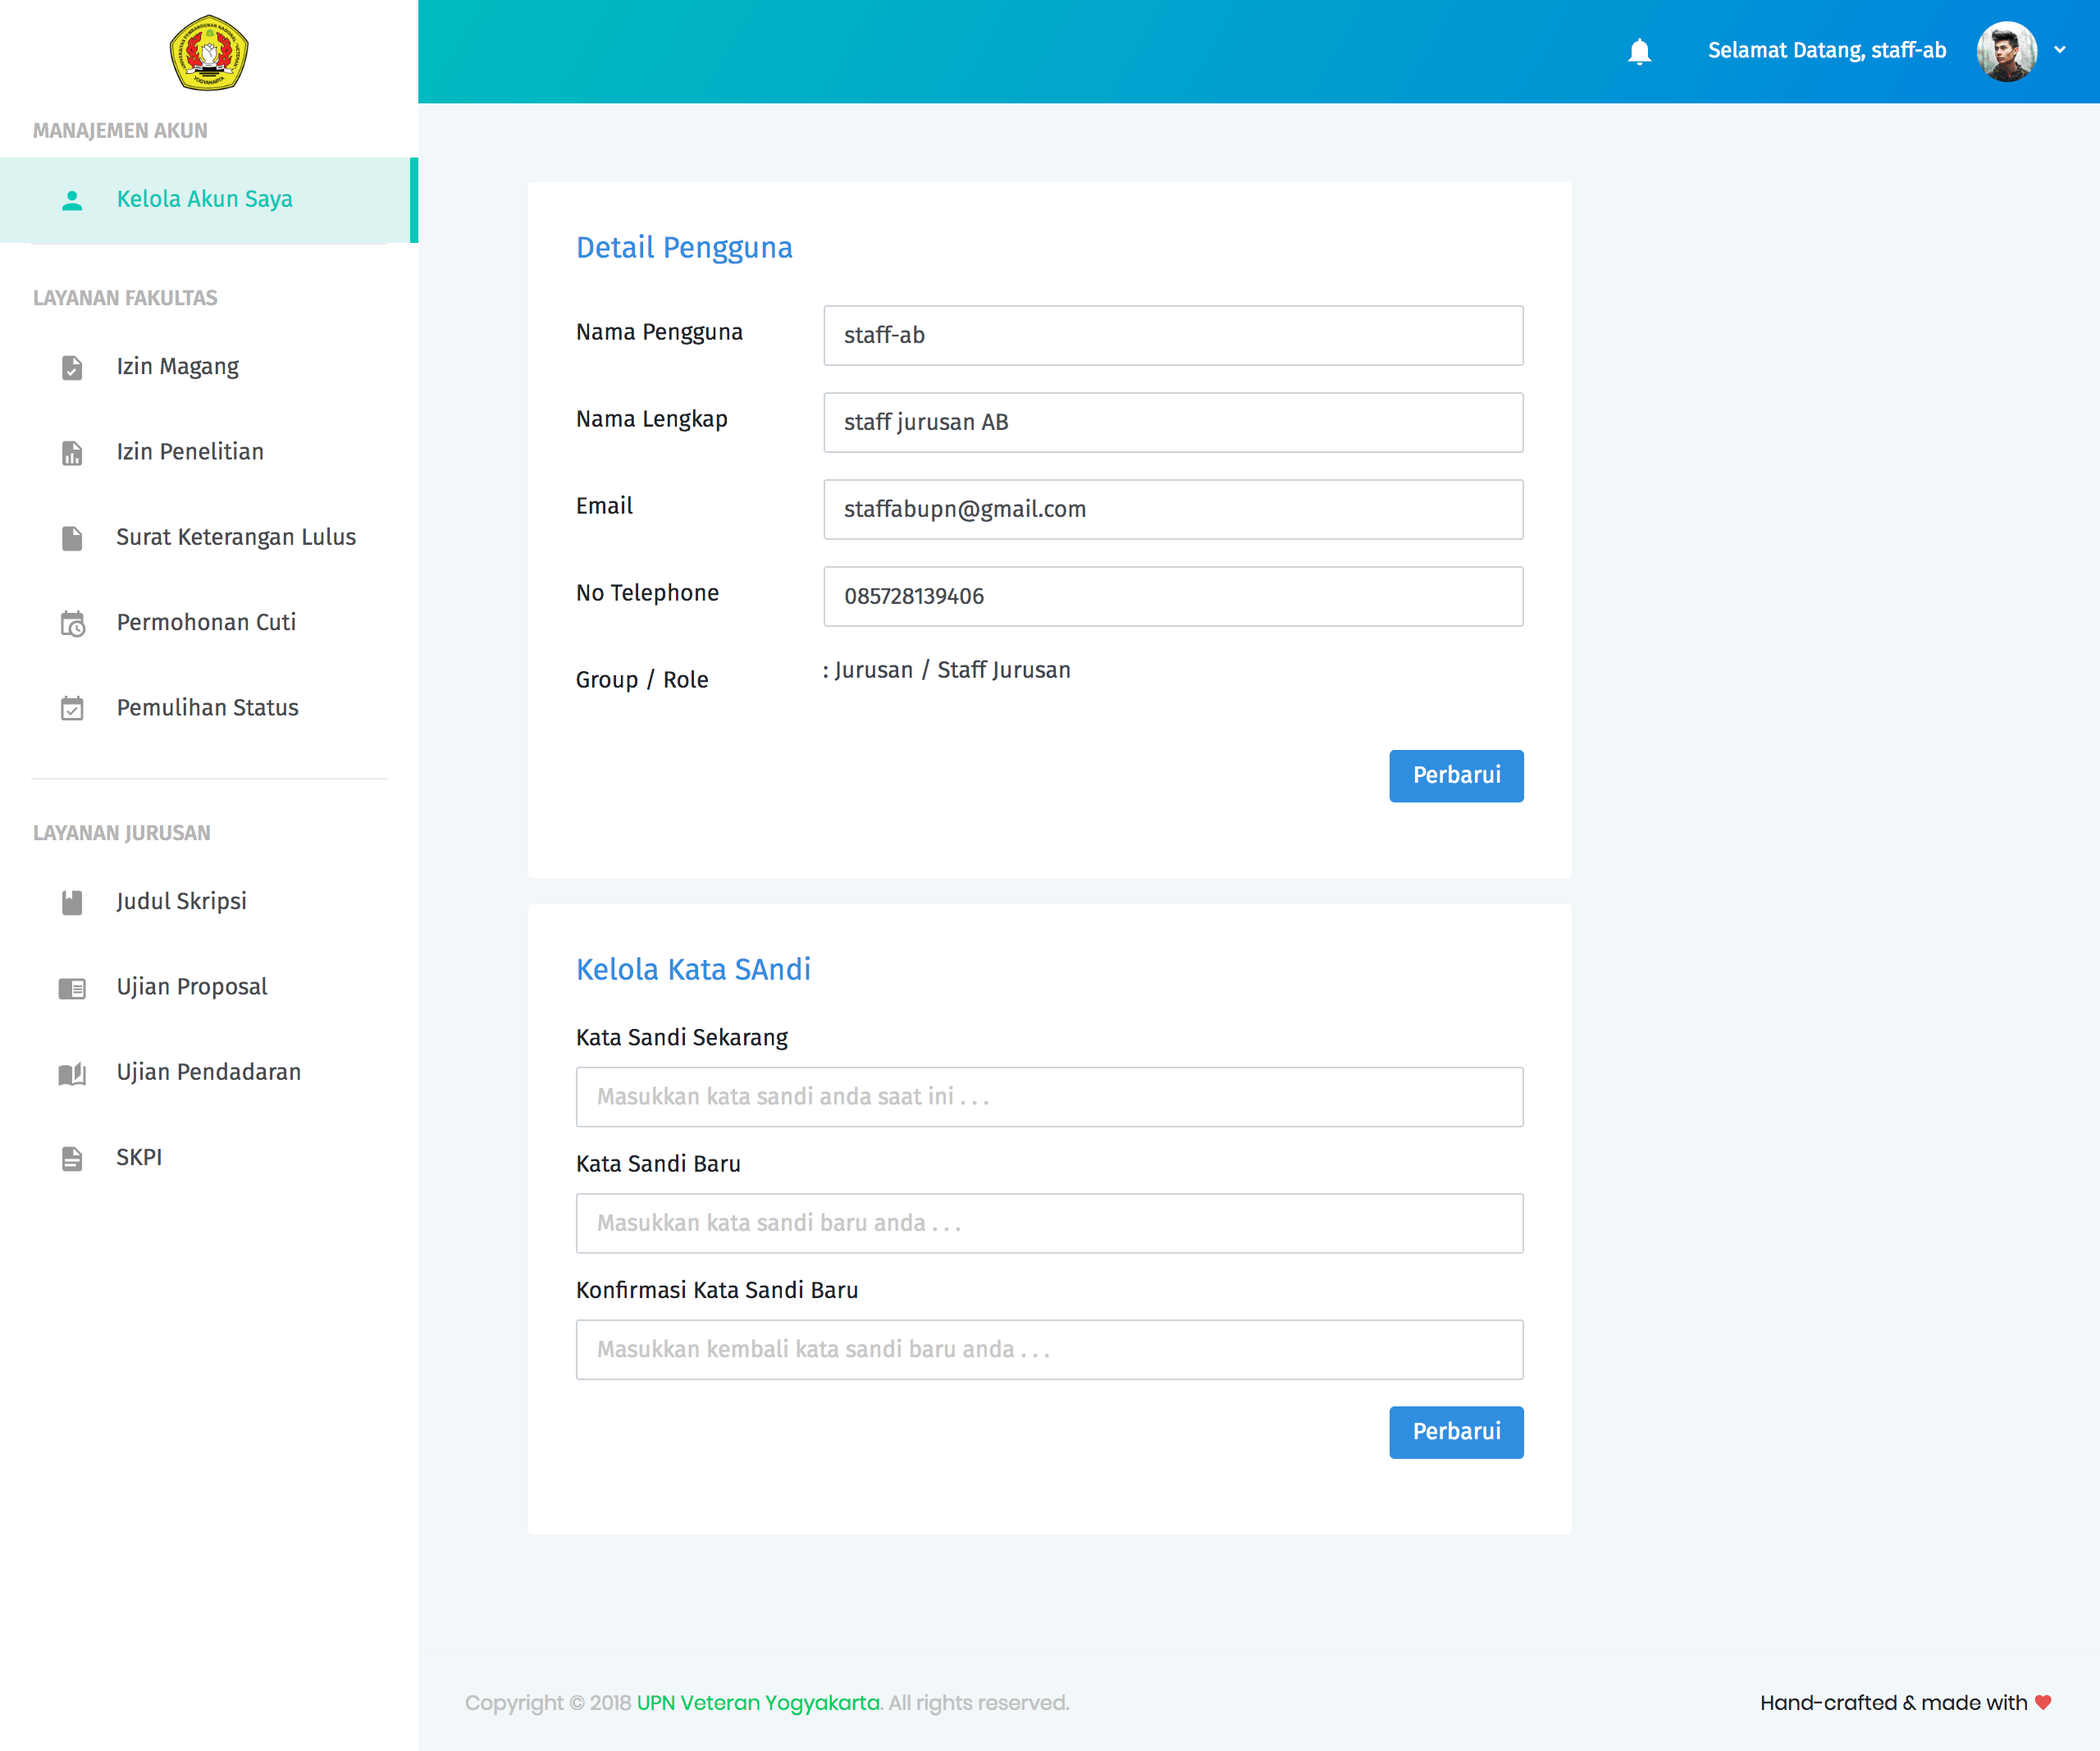 Selamat Datang, staff-ab
MANAJEMEN AKUN
Kelola Akun Saya
LAYANAN FAKULTAS
Izin Magang
Izin Penelitian
Surat Keterangan Lulus
Permohonan Cuti
Pemulihan Status
LAYANAN JURUSAN
Judul Skripsi
Ujian Proposal
Ujian Pendadaran
SKPI
Detail Pengguna
Nama Pengguna staff-ab
Nama Lengkap staff jurusan AB
Email staffabupn@gmail.com
No Telephone 085728139406
Group / Role : Jurusan / Staff Jurusan
Perbarui
Kelola Kata SAndi
Kata Sandi Sekarang
Masukkan kata sandi anda saat ini . . .
Kata Sandi Baru
Masukkan kata sandi baru anda . . .
Konfirmasi Kata Sandi Baru
Masukkan kembali kata sandi baru anda . . .
Perbarui
Copyright © 2018 UPN Veteran Yogyakarta. All rights reserved.
Hand-crafted & made with ♥